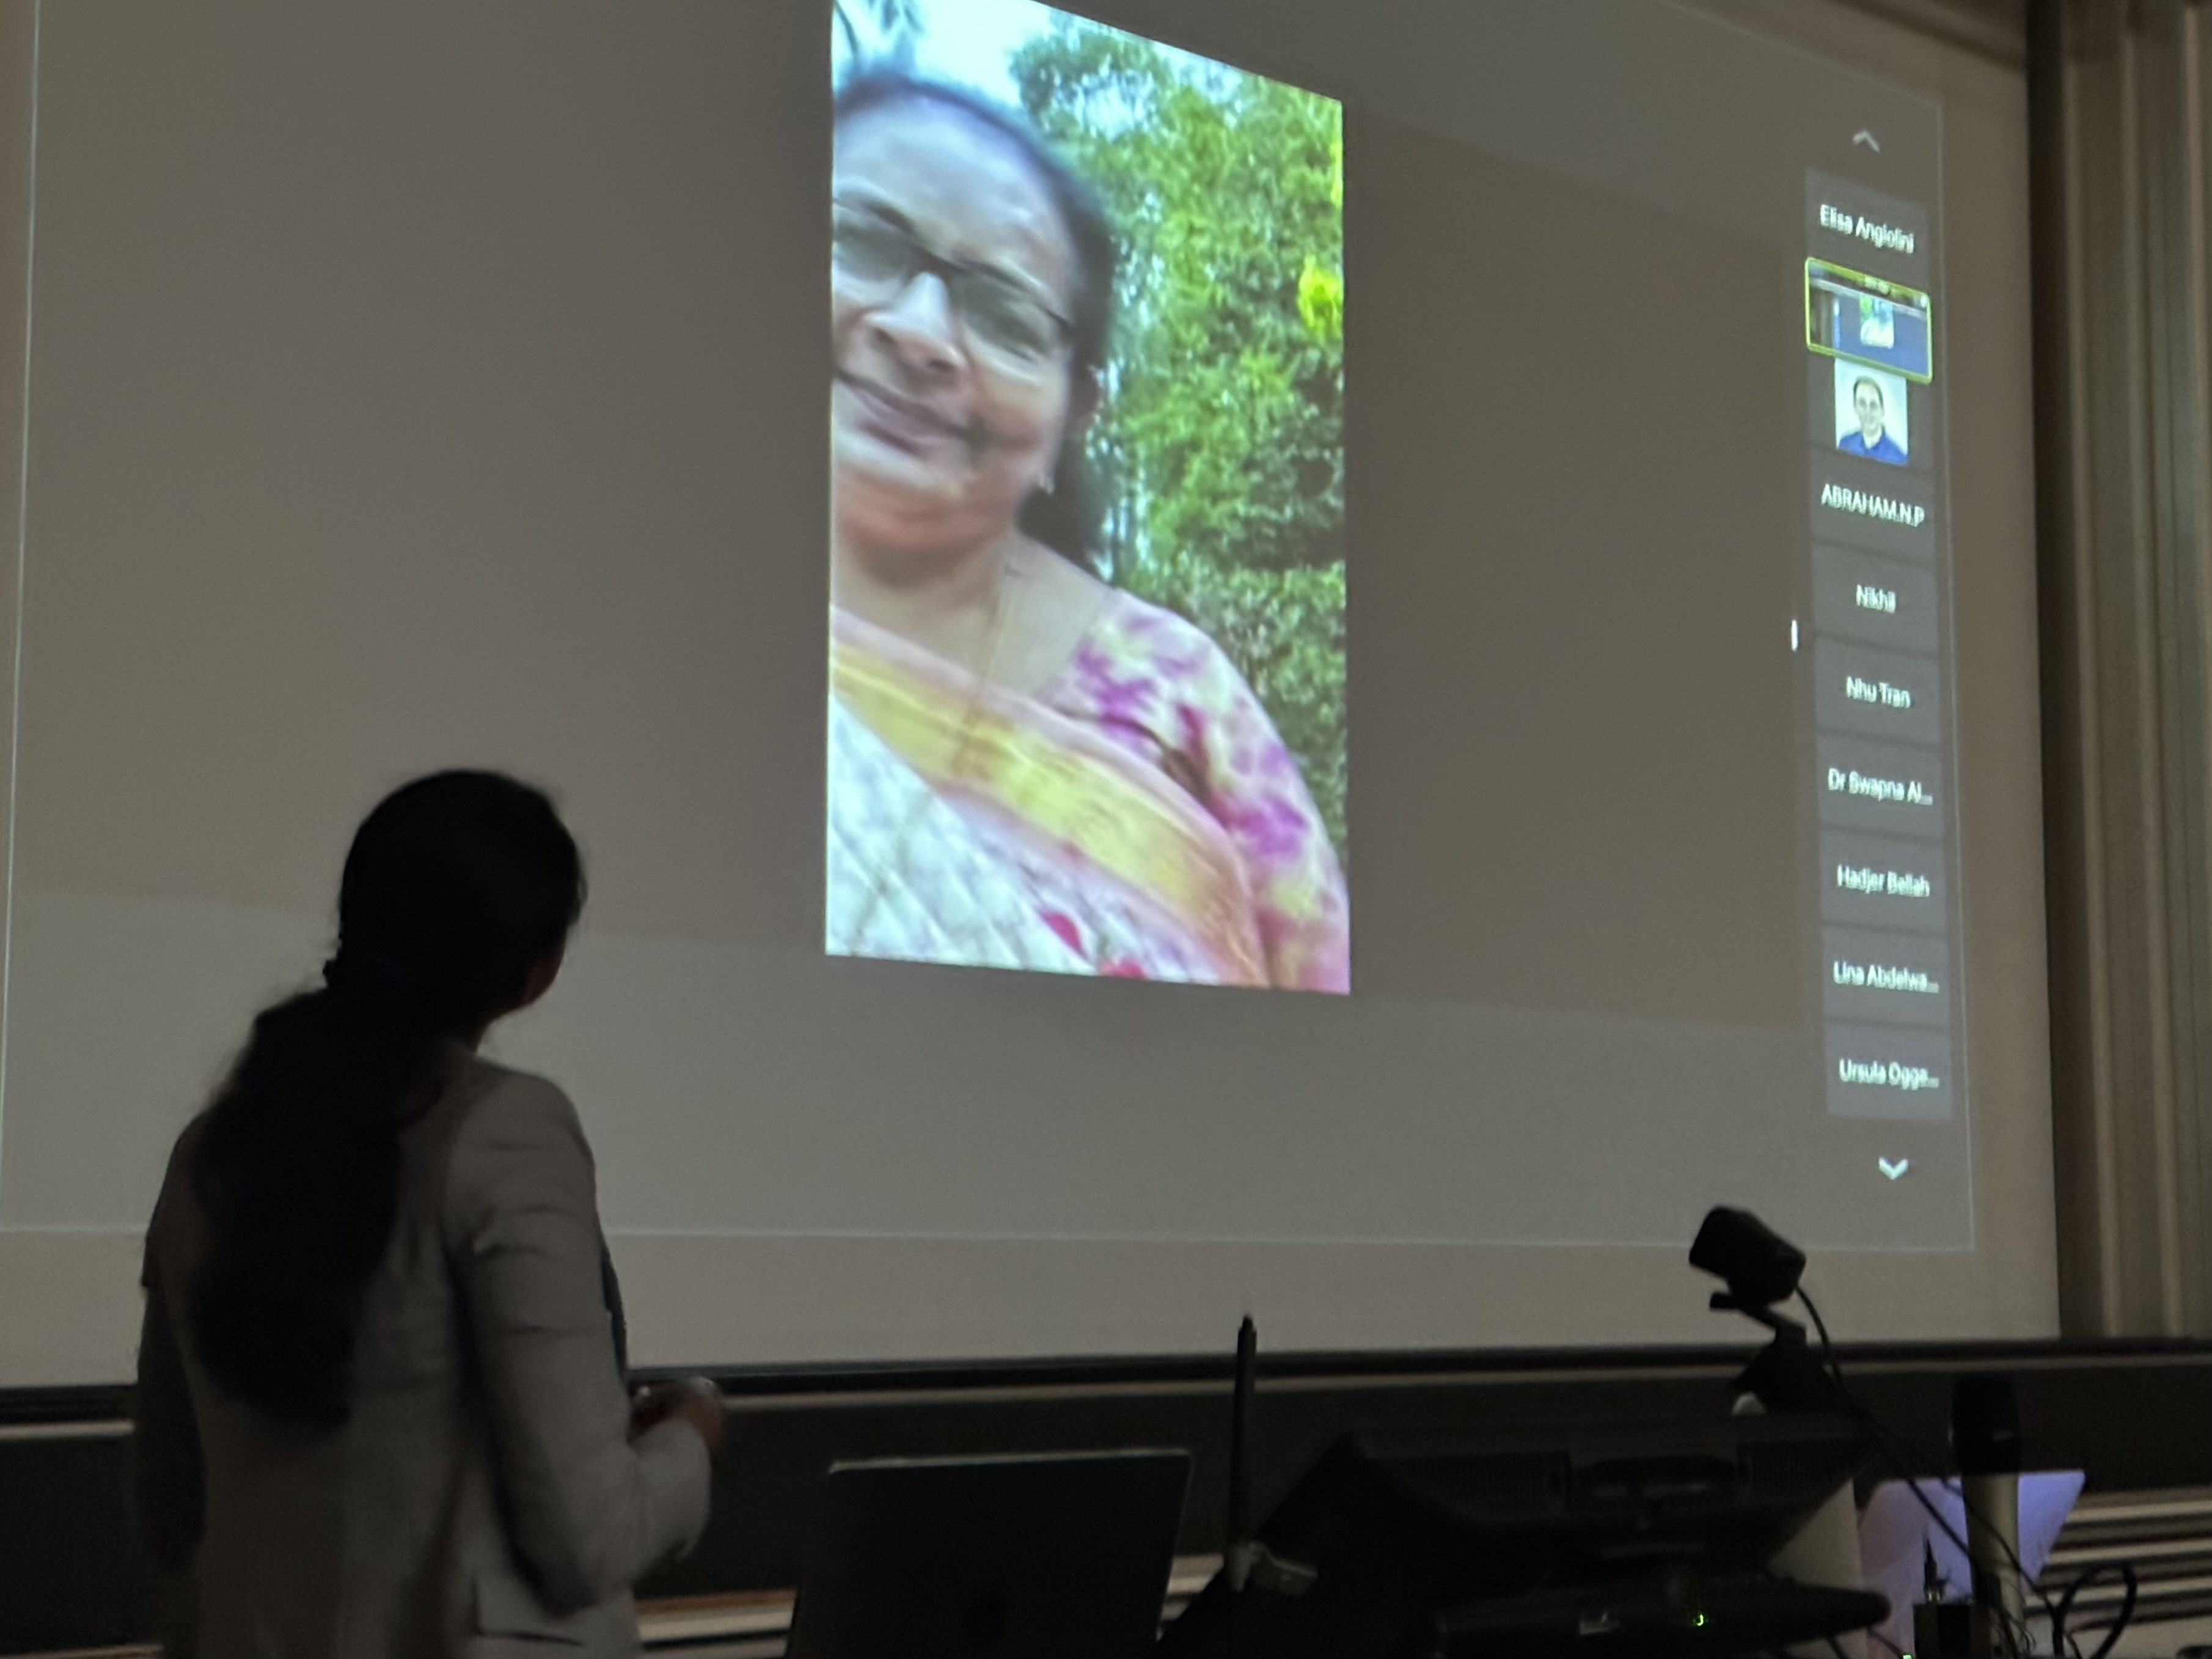 Elisa Angiolini
ABRAHAM.N.P
Nikhil
Nhu Tran
Dr Swapna Al...
Hadjer Bellah
Lina Abdelwa...
Ursula Ogga...